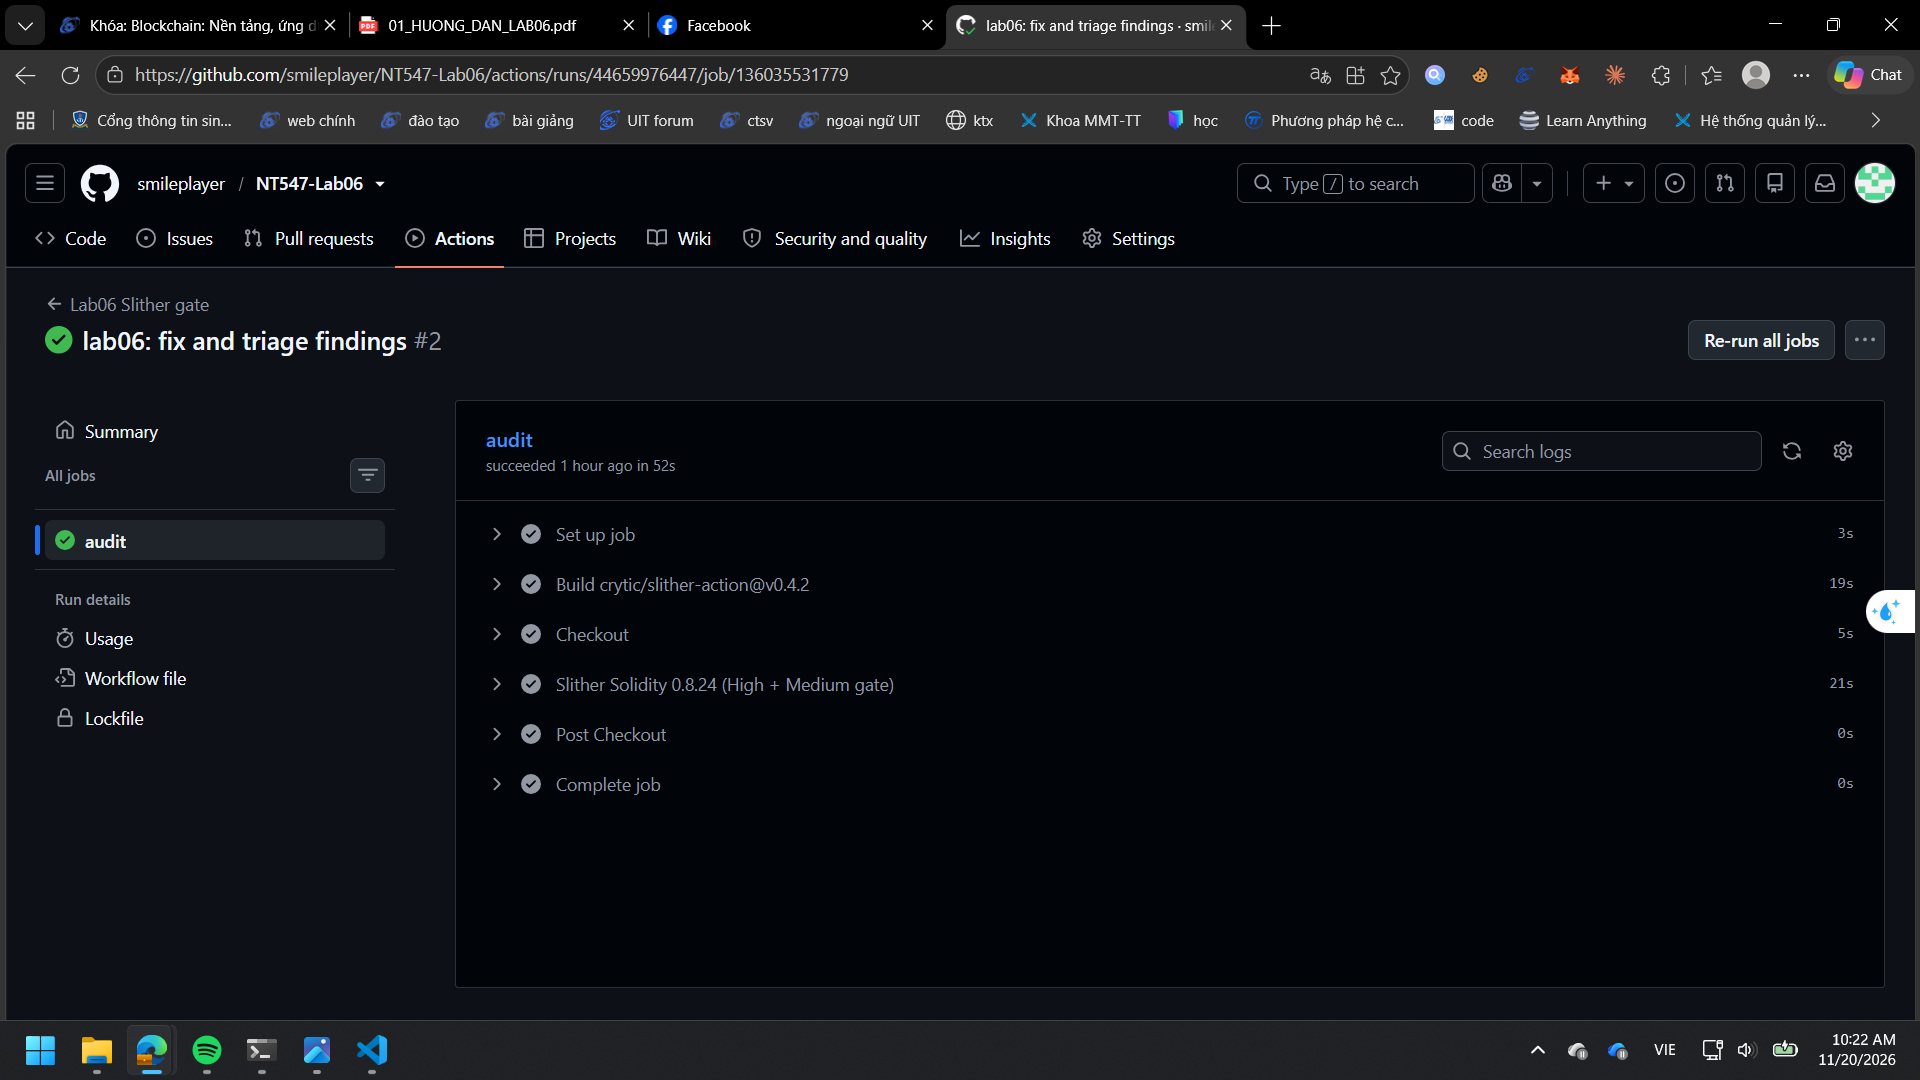 Khóa: Blockchain: Nền tảng, ứng d
01_HUONG_DAN_LAB06.pdf
Facebook
lab06: fix and triage findings · smile
https://github.com/smileplayer/NT547-Lab06/actions/runs/44659976447/job/136035531779
Chat
Cổng thông tin sin...
web chính
đào tạo
bài giảng
UIT forum
ctsv
ngoại ngữ UIT
ktx
Khoa MMT-TT
học
Phương pháp hệ c...
code
Learn Anything
Hệ thống quản lý...
smileplayer / NT547-Lab06
Type / to search
Code
Issues
Pull requests
Actions
Projects
Wiki
Security and quality
Insights
Settings
Lab06 Slither gate
lab06: fix and triage findings #2
Re-run all jobs
Summary
All jobs
audit
Run details
Usage
Workflow file
Lockfile
audit
succeeded 1 hour ago in 52s
Search logs
Set up job 3s
Build crytic/slither-action@v0.4.2 19s
Checkout 5s
Slither Solidity 0.8.24 (High + Medium gate) 21s
Post Checkout 0s
Complete job 0s
VIE
10:22 AM
11/20/2026